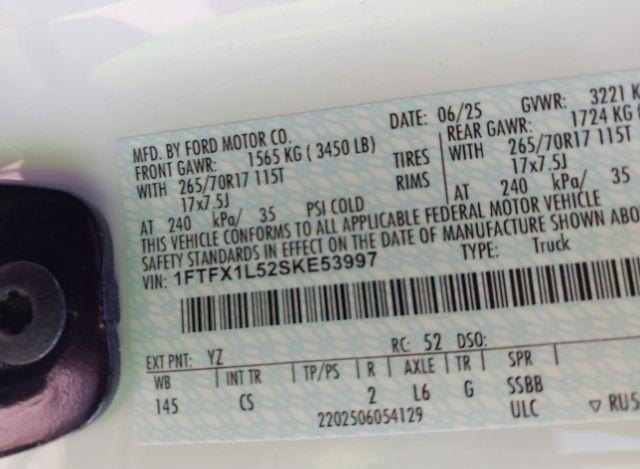 MFD. BY FORD MOTOR CO. DATE: 06/25 GVWR: 3221 K
FRONT GAWR: 1565 KG ( 3450 LB) REAR GAWR: 1724 KG (
WITH 265/70R17 115T TIRES WITH 265/70R17 115T
17x7.5J RIMS 17x7.5J
AT 240 kPa/ 35 PSI COLD AT 240 kPa/ 35
THIS VEHICLE CONFORMS TO ALL APPLICABLE FEDERAL MOTOR VEHICLE
SAFETY STANDARDS IN EFFECT ON THE DATE OF MANUFACTURE SHOWN ABO
VIN: 1FTFX1L52SKE53997 TYPE: Truck
EXT PNT: YZ RC: 52 DSO:
WB INT TR TP/PS R AXLE TR SPR
145 CS 2 L6 G SSBB
2202506054129 ULC ▽ RUS